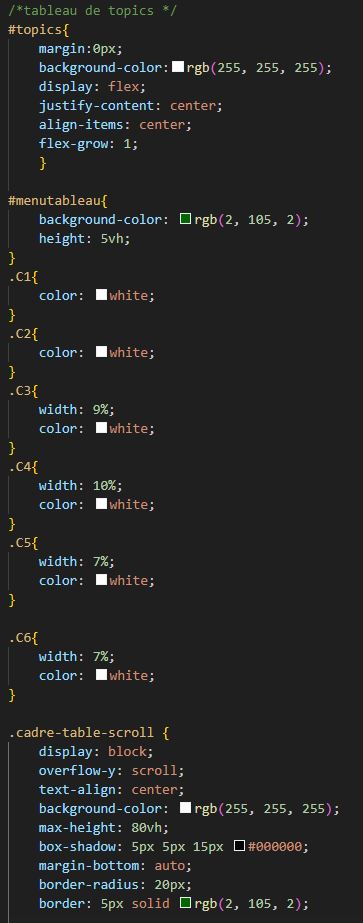 /*tableau de topics */
#topics{
margin:0px;
background-color:rgb(255, 255, 255);
display: flex;
justify-content: center;
align-items: center;
flex-grow: 1;
}
#menutableau{
background-color: rgb(2, 105, 2);
height: 5vh;
}
.C1{
color: white;
}
.C2{
color: white;
}
.C3{
width: 9%;
color: white;
}
.C4{
width: 10%;
color: white;
}
.C5{
width: 7%;
color: white;
}
.C6{
width: 7%;
color: white;
}
.cadre-table-scroll {
display: block;
overflow-y: scroll;
text-align: center;
background-color: rgb(255, 255, 255);
max-height: 80vh;
box-shadow: 5px 5px 15px #000000;
margin-bottom: auto;
border-radius: 20px;
border: 5px solid rgb(2, 105, 2);